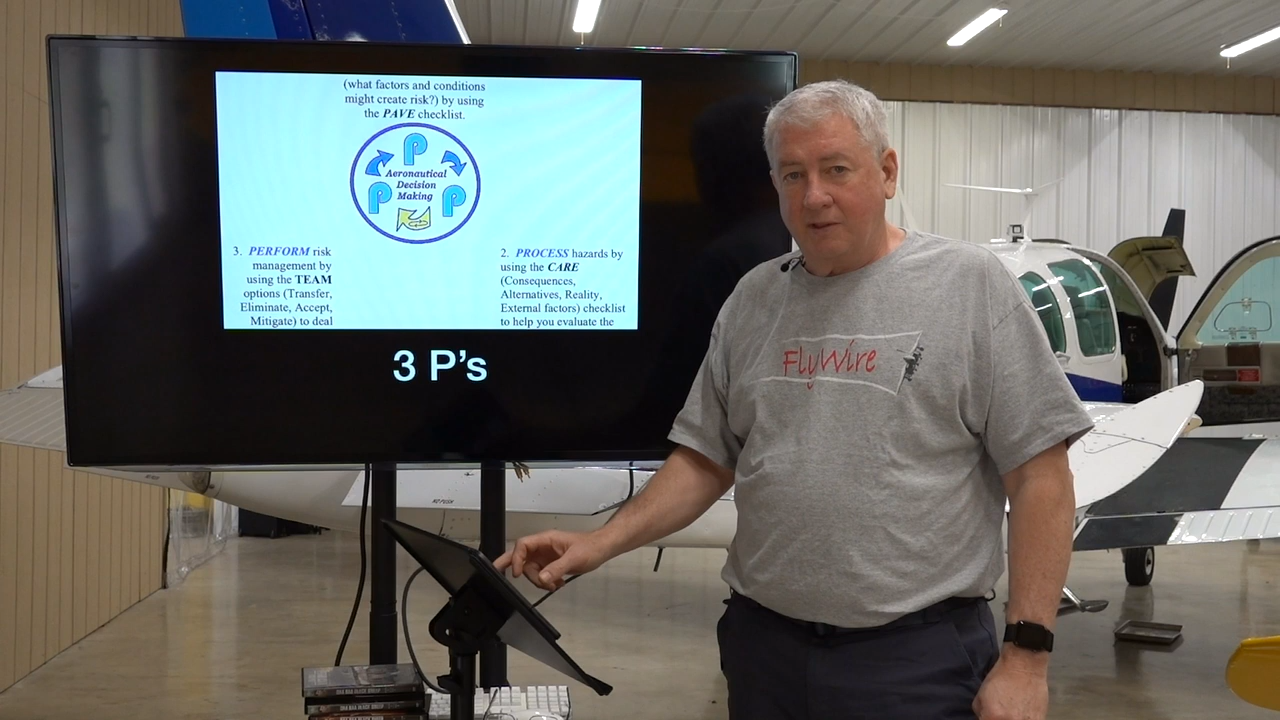 (what factors and conditions
might create risk?) by using
the PAVE checklist.
P
Aeronautical
Decision
Making
P
P
3. PERFORM risk
management by
using the TEAM
options (Transfer,
Eliminate, Accept,
Mitigate) to deal
2. PROCESS hazards by
using the CARE
(Consequences,
Alternatives, Reality,
External factors) checklist
to help you evaluate the
3 P's
FlyWire
NO PUSH